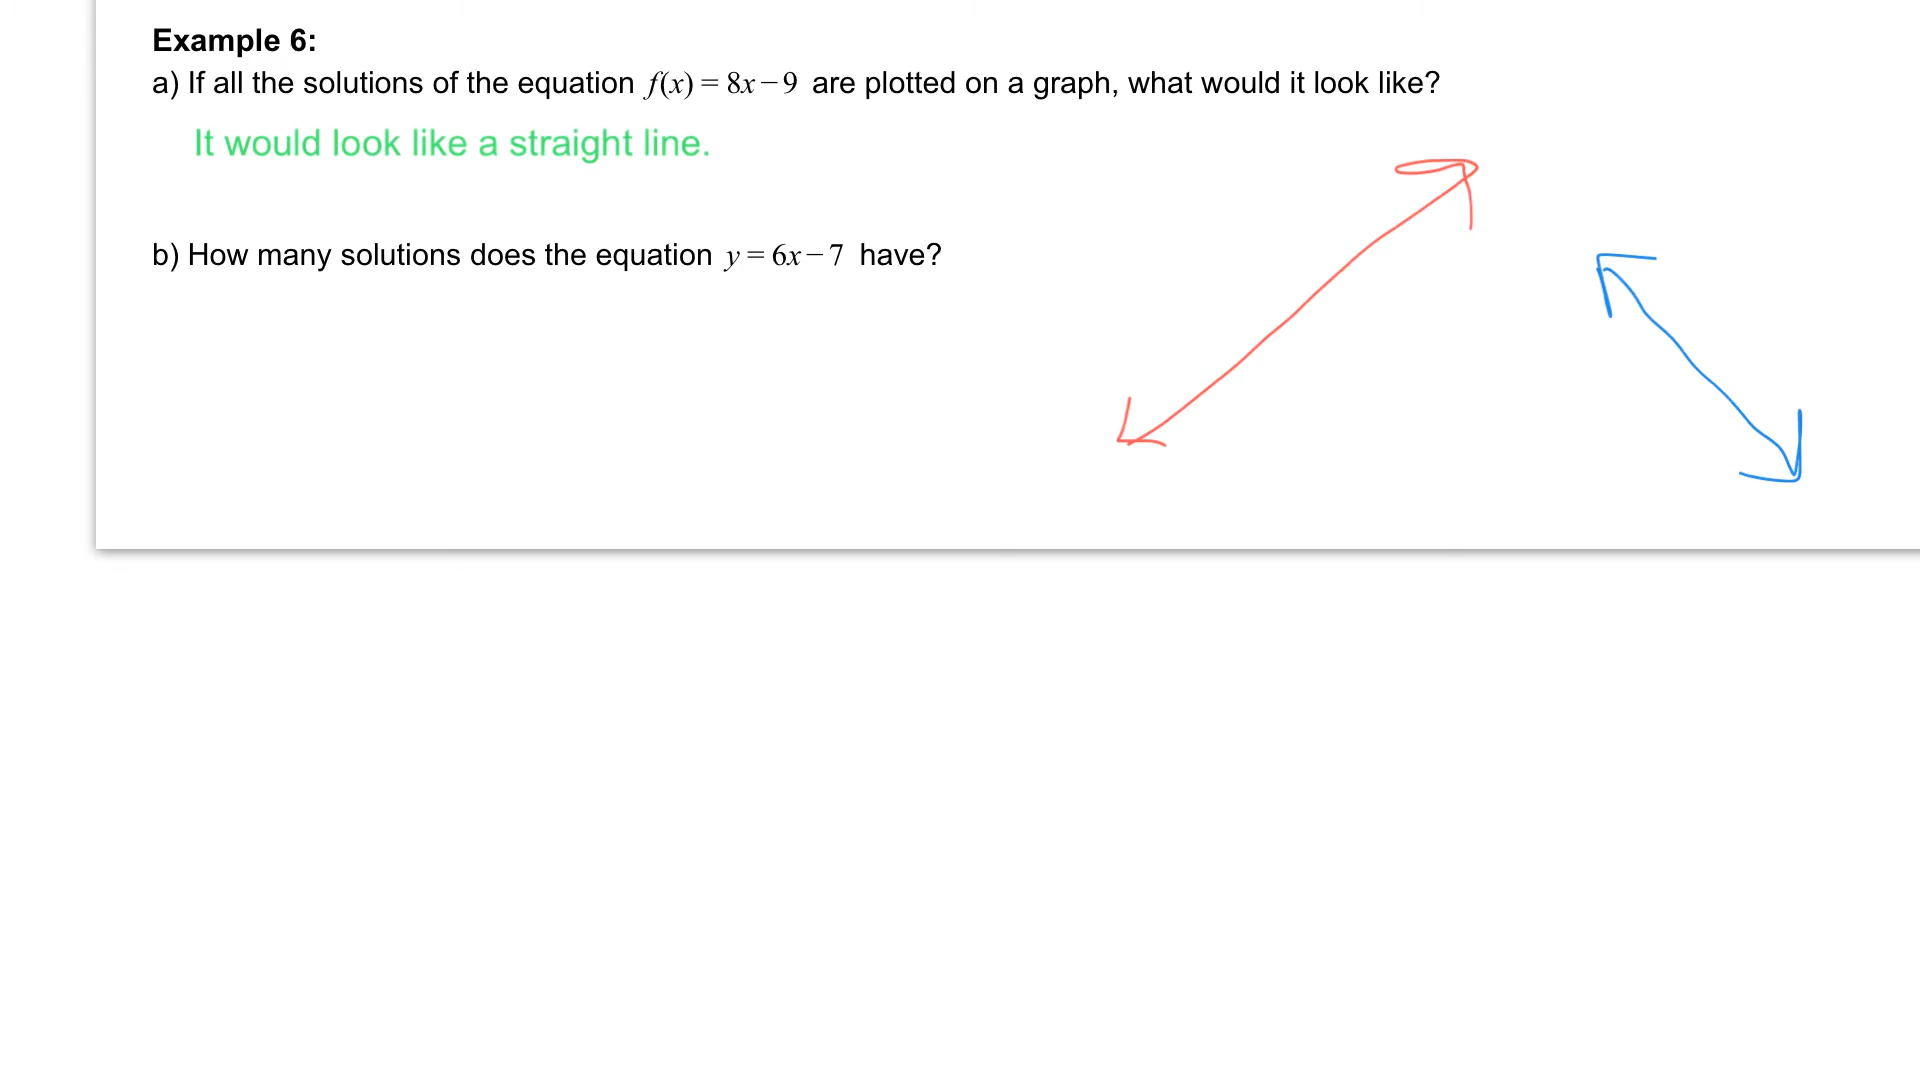 Example 6:
a) If all the solutions of the equation f(x) = 8x − 9 are plotted on a graph, what would it look like?
It would look like a straight line.
b) How many solutions does the equation y = 6x − 7 have?